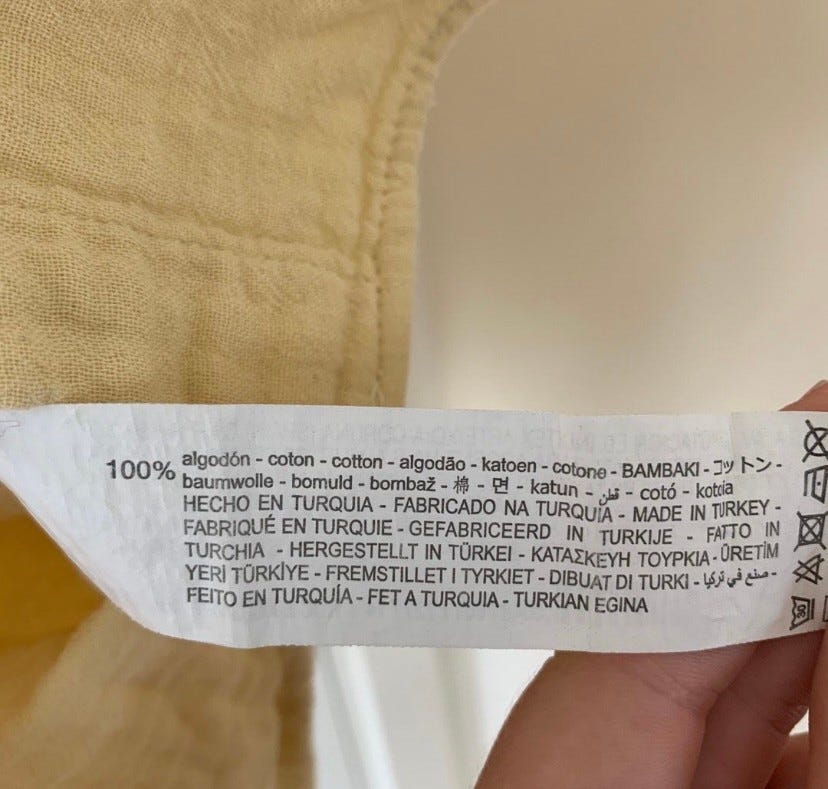 100% algodón - coton - cotton - algodão - katoen - cotone - BAMBAKI - コットン -
baumwolle - bomuld - bombaž - 棉 - 면 - katun - قطن - cotó - kotoia
HECHO EN TURQUIA - FABRICADO NA TURQUÍA - MADE IN TURKEY -
FABRIQUÉ EN TURQUIE - GEFABRICEERD IN TURKIJE - FATTO IN
TURCHIA - HERGESTELLT IN TÜRKEI - ΚΑΤΑΣΚΕΥΗ ΤΟΥΡΚΙΑ - ÜRETİM
YERİ TÜRKİYE - FREMSTILLET I TYRKIET - DIBUAT DI TURKI - صنع في تركيا -
FEITO EN TURQUÍA - FET A TURQUIA - TURKIAN EGINA